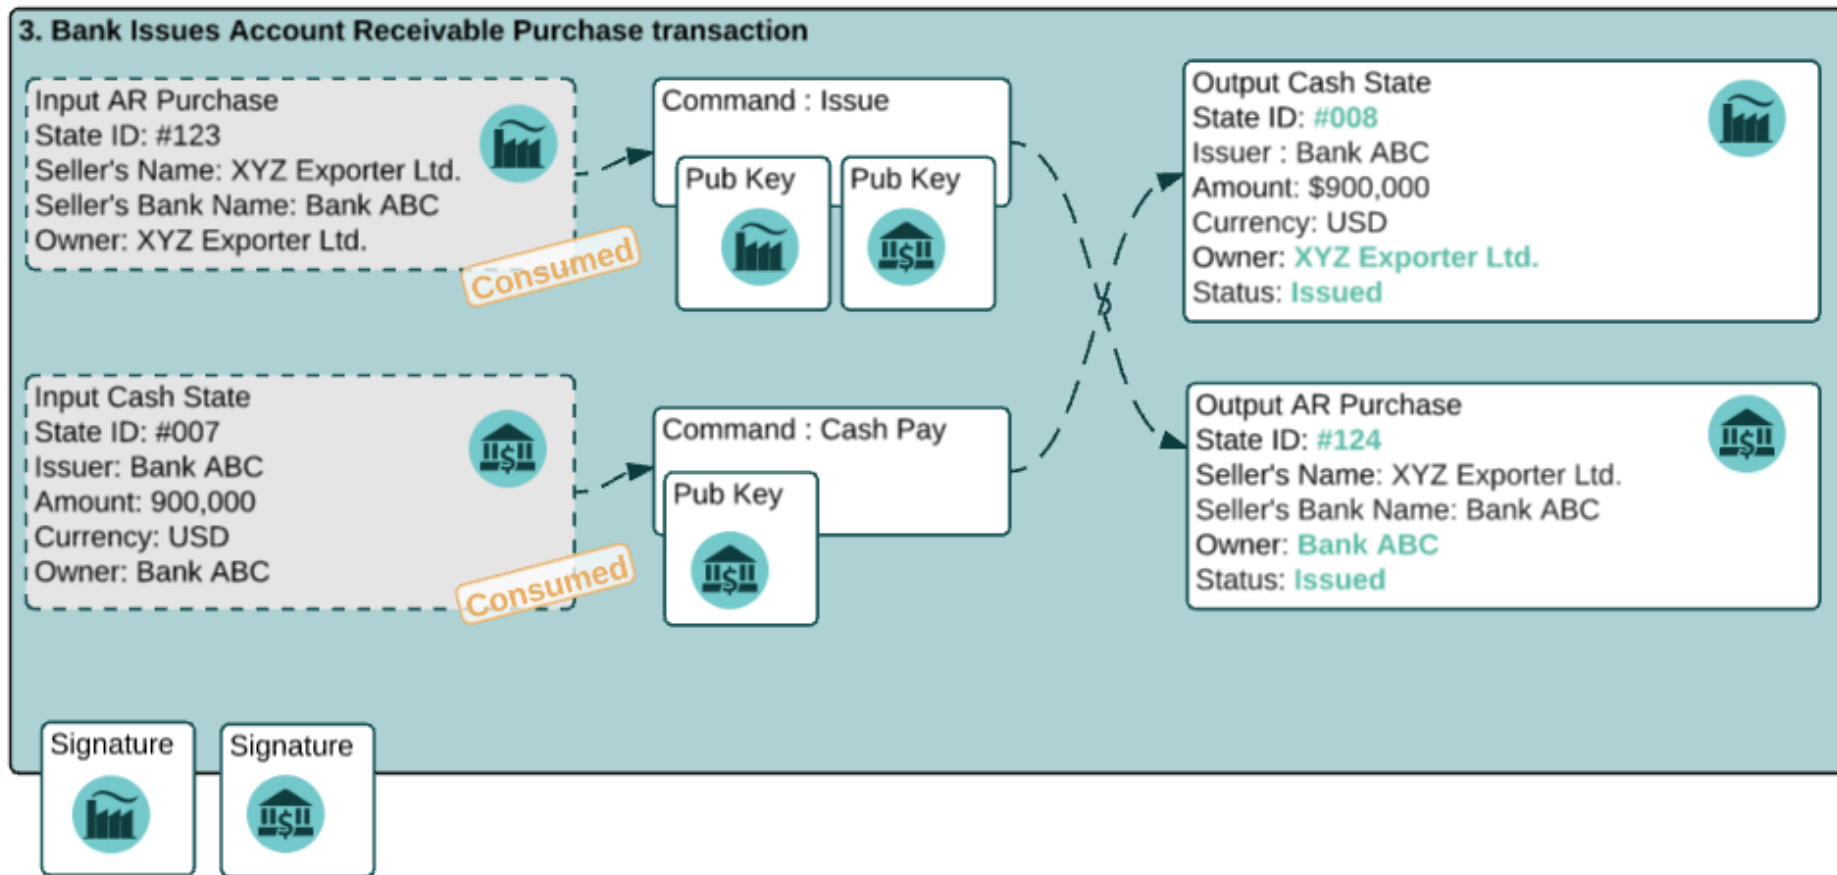 3. Bank Issues Account Receivable Purchase transaction
Input AR Purchase
State ID: #123
Seller's Name: XYZ Exporter Ltd.
Seller's Bank Name: Bank ABC
Owner: XYZ Exporter Ltd.
Consumed
Command : Issue
Pub Key
Pub Key
Output Cash State
State ID: #008
Issuer : Bank ABC
Amount: $900,000
Currency: USD
Owner: XYZ Exporter Ltd.
Status: Issued
Input Cash State
State ID: #007
Issuer: Bank ABC
Amount: 900,000
Currency: USD
Owner: Bank ABC
Consumed
Command : Cash Pay
Pub Key
Output AR Purchase
State ID: #124
Seller's Name: XYZ Exporter Ltd.
Seller's Bank Name: Bank ABC
Owner: Bank ABC
Status: Issued
Signature
Signature